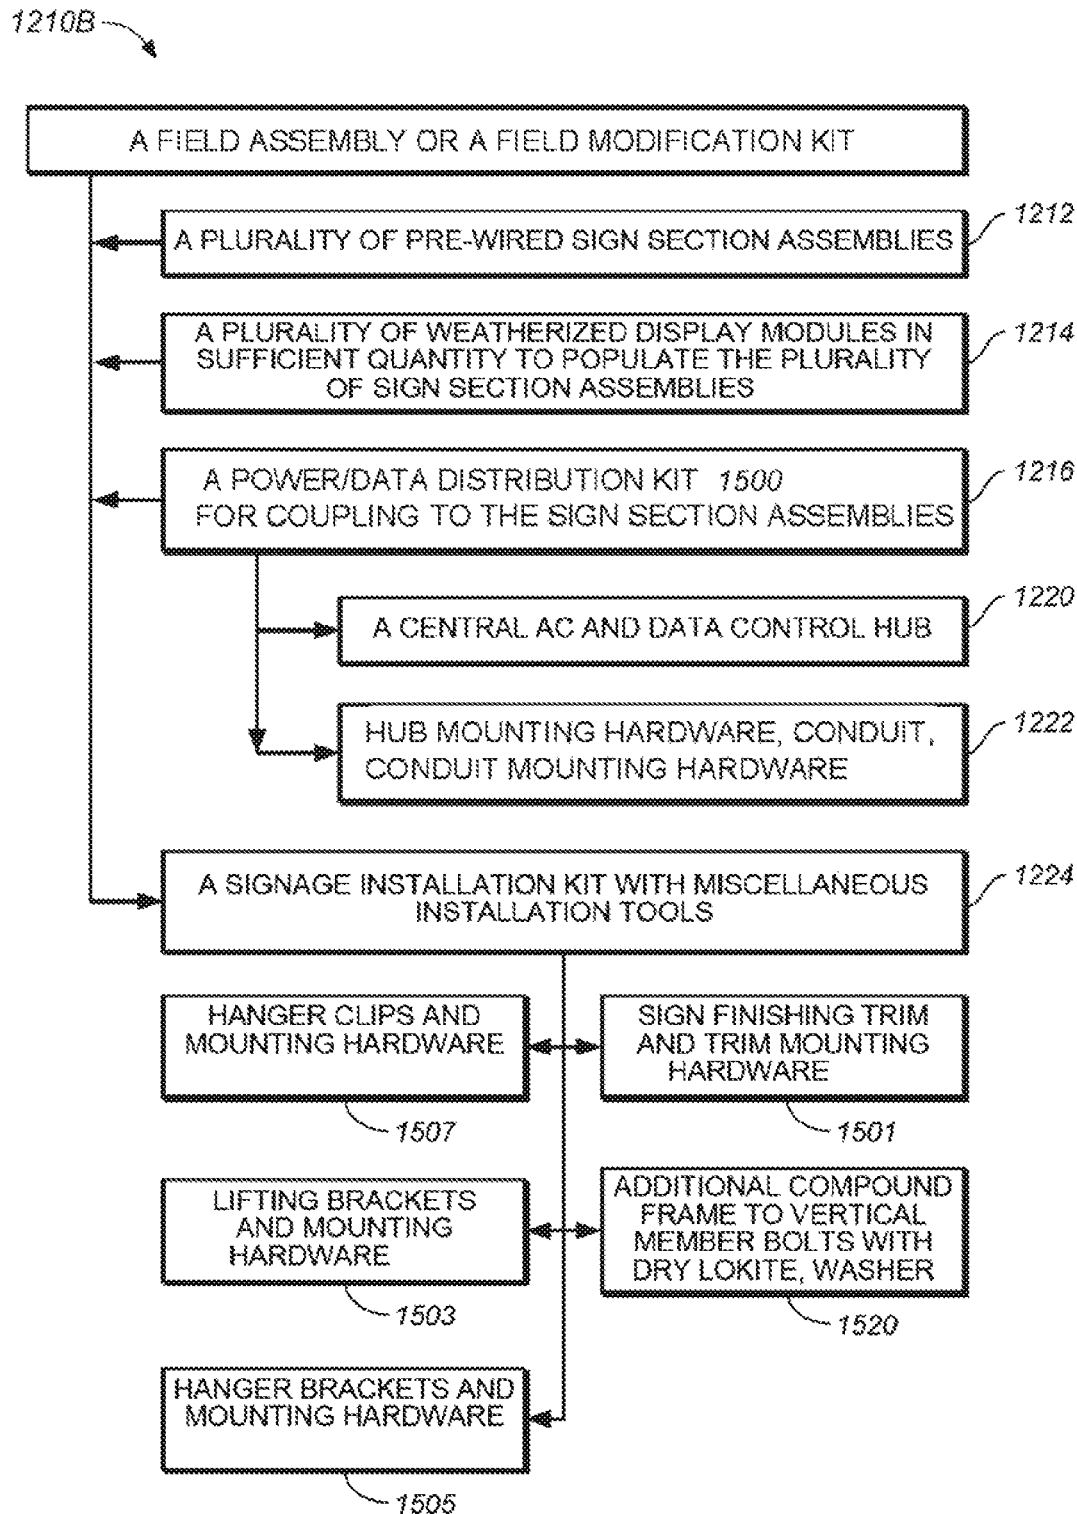 1210B
A FIELD ASSEMBLY OR A FIELD MODIFICATION KIT
1212
A PLURALITY OF PRE-WIRED SIGN SECTION ASSEMBLIES
1214
A PLURALITY OF WEATHERIZED DISPLAY MODULES IN
SUFFICIENT QUANTITY TO POPULATE THE PLURALITY
OF SIGN SECTION ASSEMBLIES
1216
A POWER/DATA DISTRIBUTION KIT 1500
FOR COUPLING TO THE SIGN SECTION ASSEMBLIES
1220
A CENTRAL AC AND DATA CONTROL HUB
1222
HUB MOUNTING HARDWARE, CONDUIT,
CONDUIT MOUNTING HARDWARE
1224
A SIGNAGE INSTALLATION KIT WITH MISCELLANEOUS
INSTALLATION TOOLS
HANGER CLIPS AND
MOUNTING HARDWARE
1507
SIGN FINISHING TRIM
AND TRIM MOUNTING
HARDWARE
1501
LIFTING BRACKETS
AND MOUNTING
HARDWARE
1503
ADDITIONAL COMPOUND
FRAME TO VERTICAL
MEMBER BOLTS WITH
DRY LOKITE, WASHER
1520
HANGER BRACKETS AND
MOUNTING HARDWARE
1505